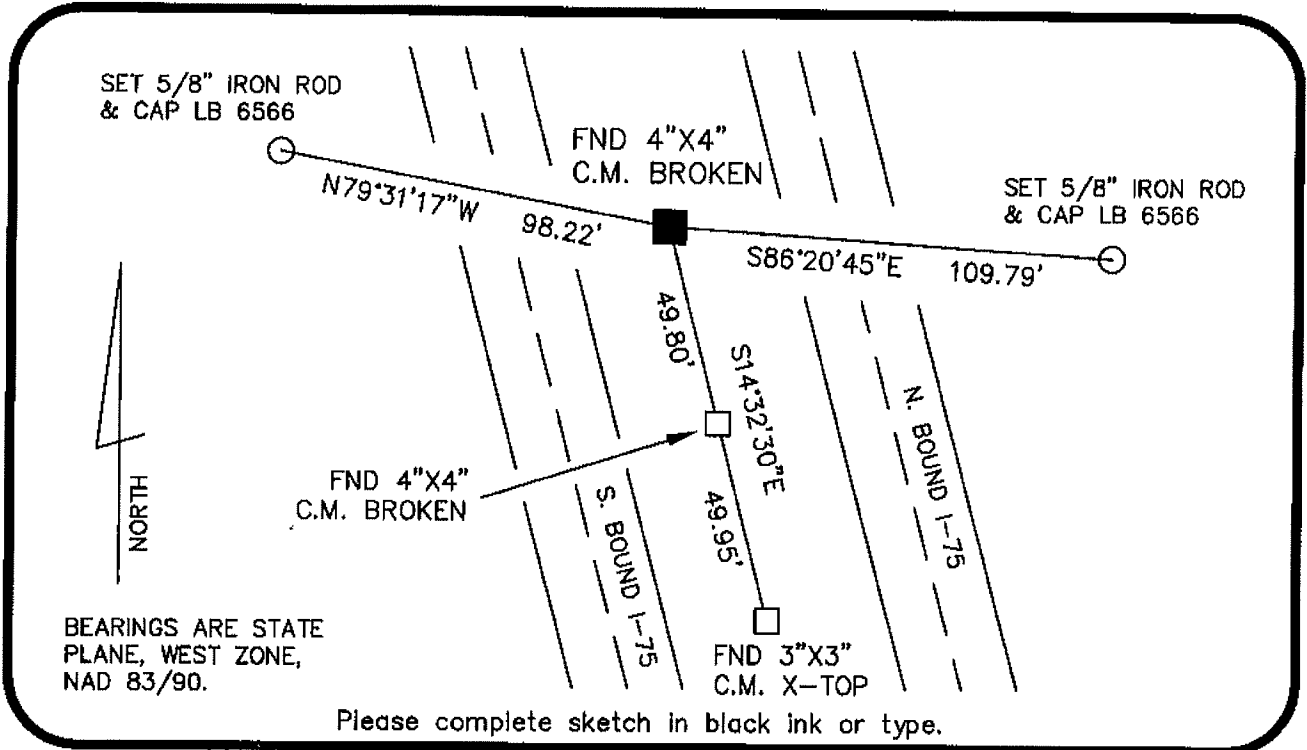 SET 5/8" IRON ROD
& CAP LB 6566
FND 4"X4"
C.M. BROKEN
SET 5/8" IRON ROD
& CAP LB 6566
N79°31'17"W 98.22'
S86°20'45"E 109.79'
49.80'
S14°32'30"E
N. BOUND I-75
FND 4"X4"
C.M. BROKEN
S. BOUND I-75
49.95'
NORTH
BEARINGS ARE STATE
PLANE, WEST ZONE,
NAD 83/90.
FND 3"X3"
C.M. X-TOP
Please complete sketch in black ink or type.